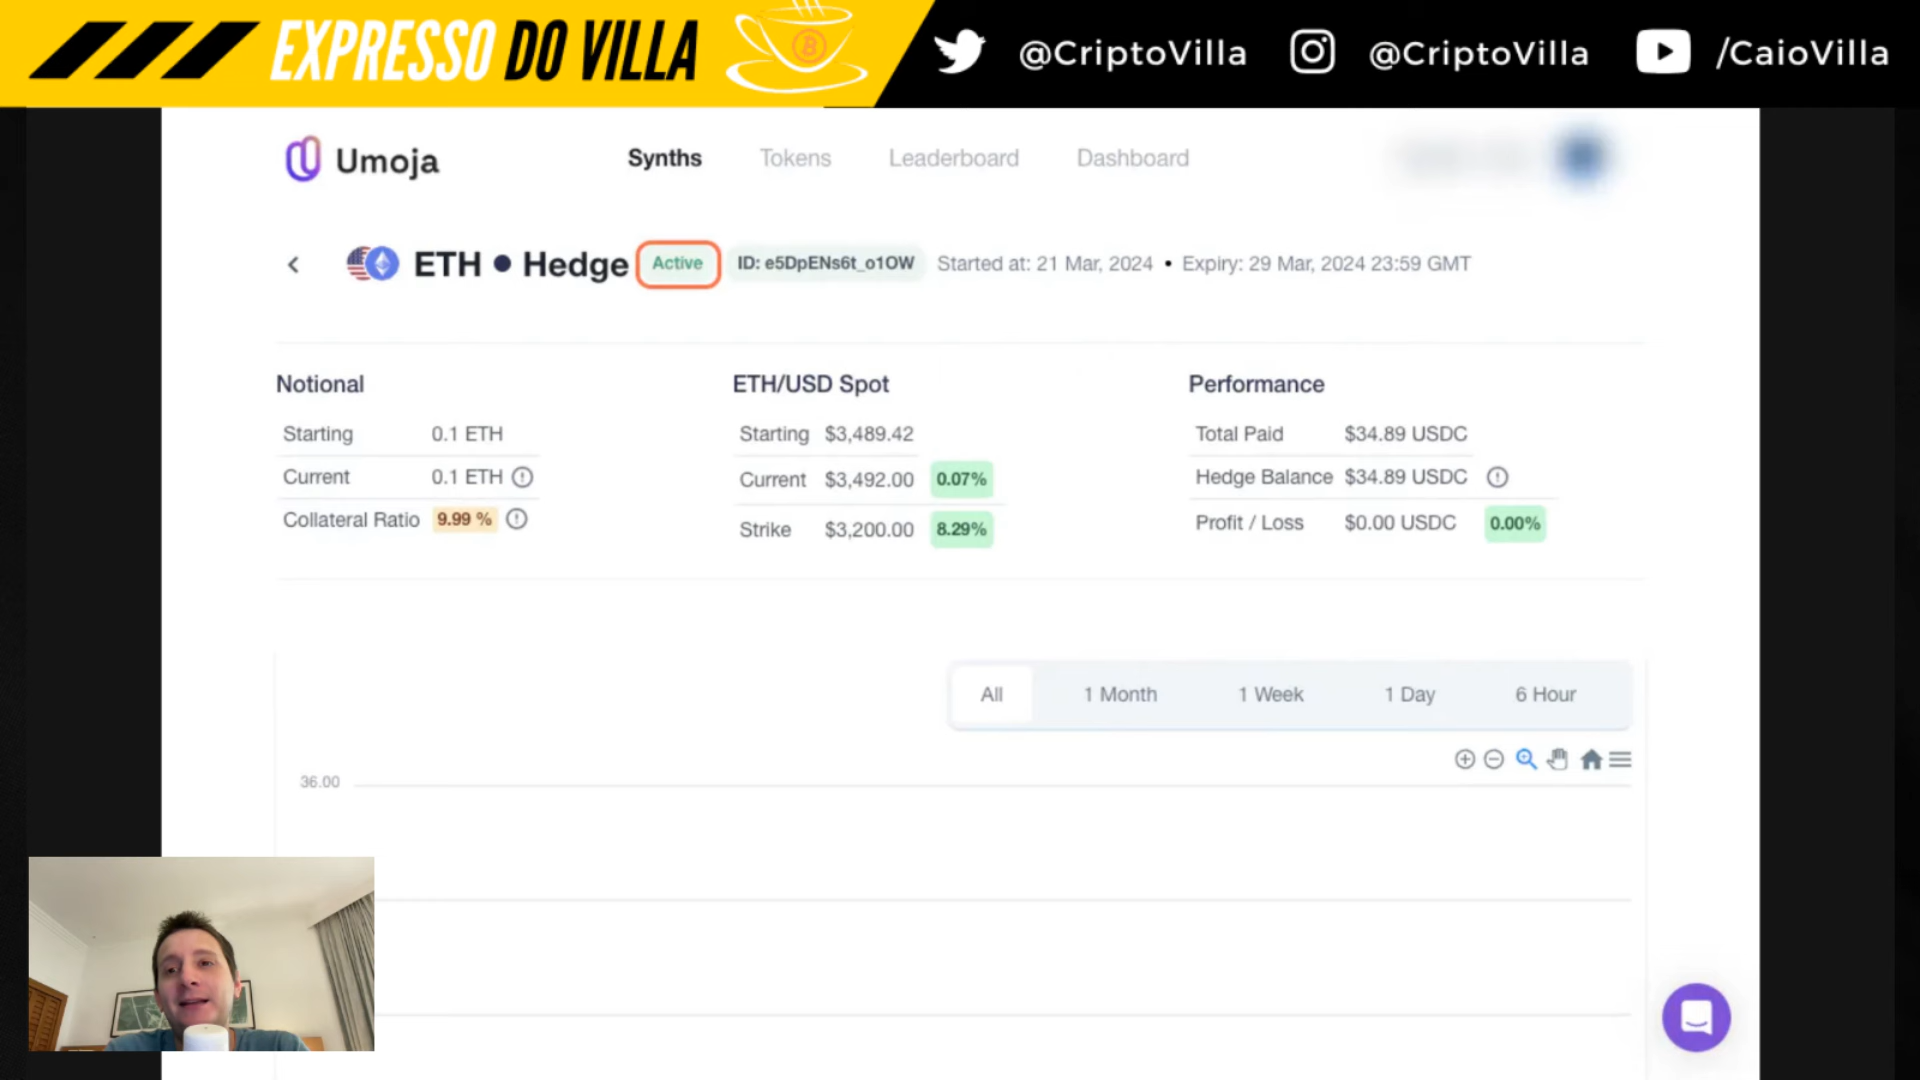 EXPRESSO DO VILLA @CriptoVilla @CriptoVilla /CaioVilla
Umoja Synths Tokens Leaderboard Dashboard
ETH • Hedge Active ID: e5DpENs6t_o1OW Started at: 21 Mar, 2024 • Expiry: 29 Mar, 2024 23:59 GMT
Notional
Starting 0.1 ETH
Current 0.1 ETH
Collateral Ratio 9.99 %
ETH/USD Spot
Starting $3,489.42
Current $3,492.00 0.07%
Strike $3,200.00 8.29%
Performance
Total Paid $34.89 USDC
Hedge Balance $34.89 USDC
Profit / Loss $0.00 USDC 0.00%
All 1 Month 1 Week 1 Day 6 Hour
36.00